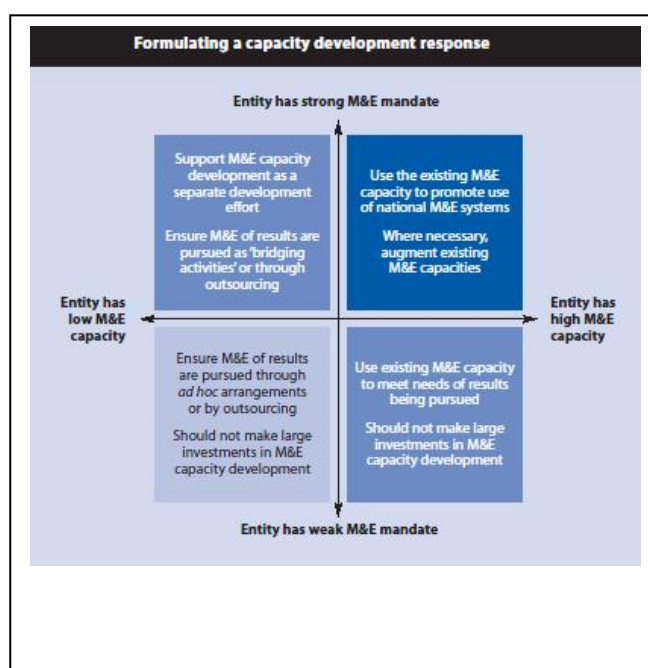 Formulating a capacity development response
Entity has strong M&E mandate
Support M&E capacity
development as a
separate development
effort
Ensure M&E of results are
pursued as 'bridging
activities' or through
outsourcing
Use the existing M&E
capacity to promote use
of national M&E systems
Where necessary,
augment existing
M&E capacities
Entity has
low M&E
capacity
Entity has
high M&E
capacity
Ensure M&E of results
are pursued through
ad hoc arrangements
or by outsourcing
Should not make large
investments in M&E
capacity development
Use existing M&E capacity
to meet needs of results
being pursued
Should not make large
investments in M&E
capacity development
Entity has weak M&E mandate